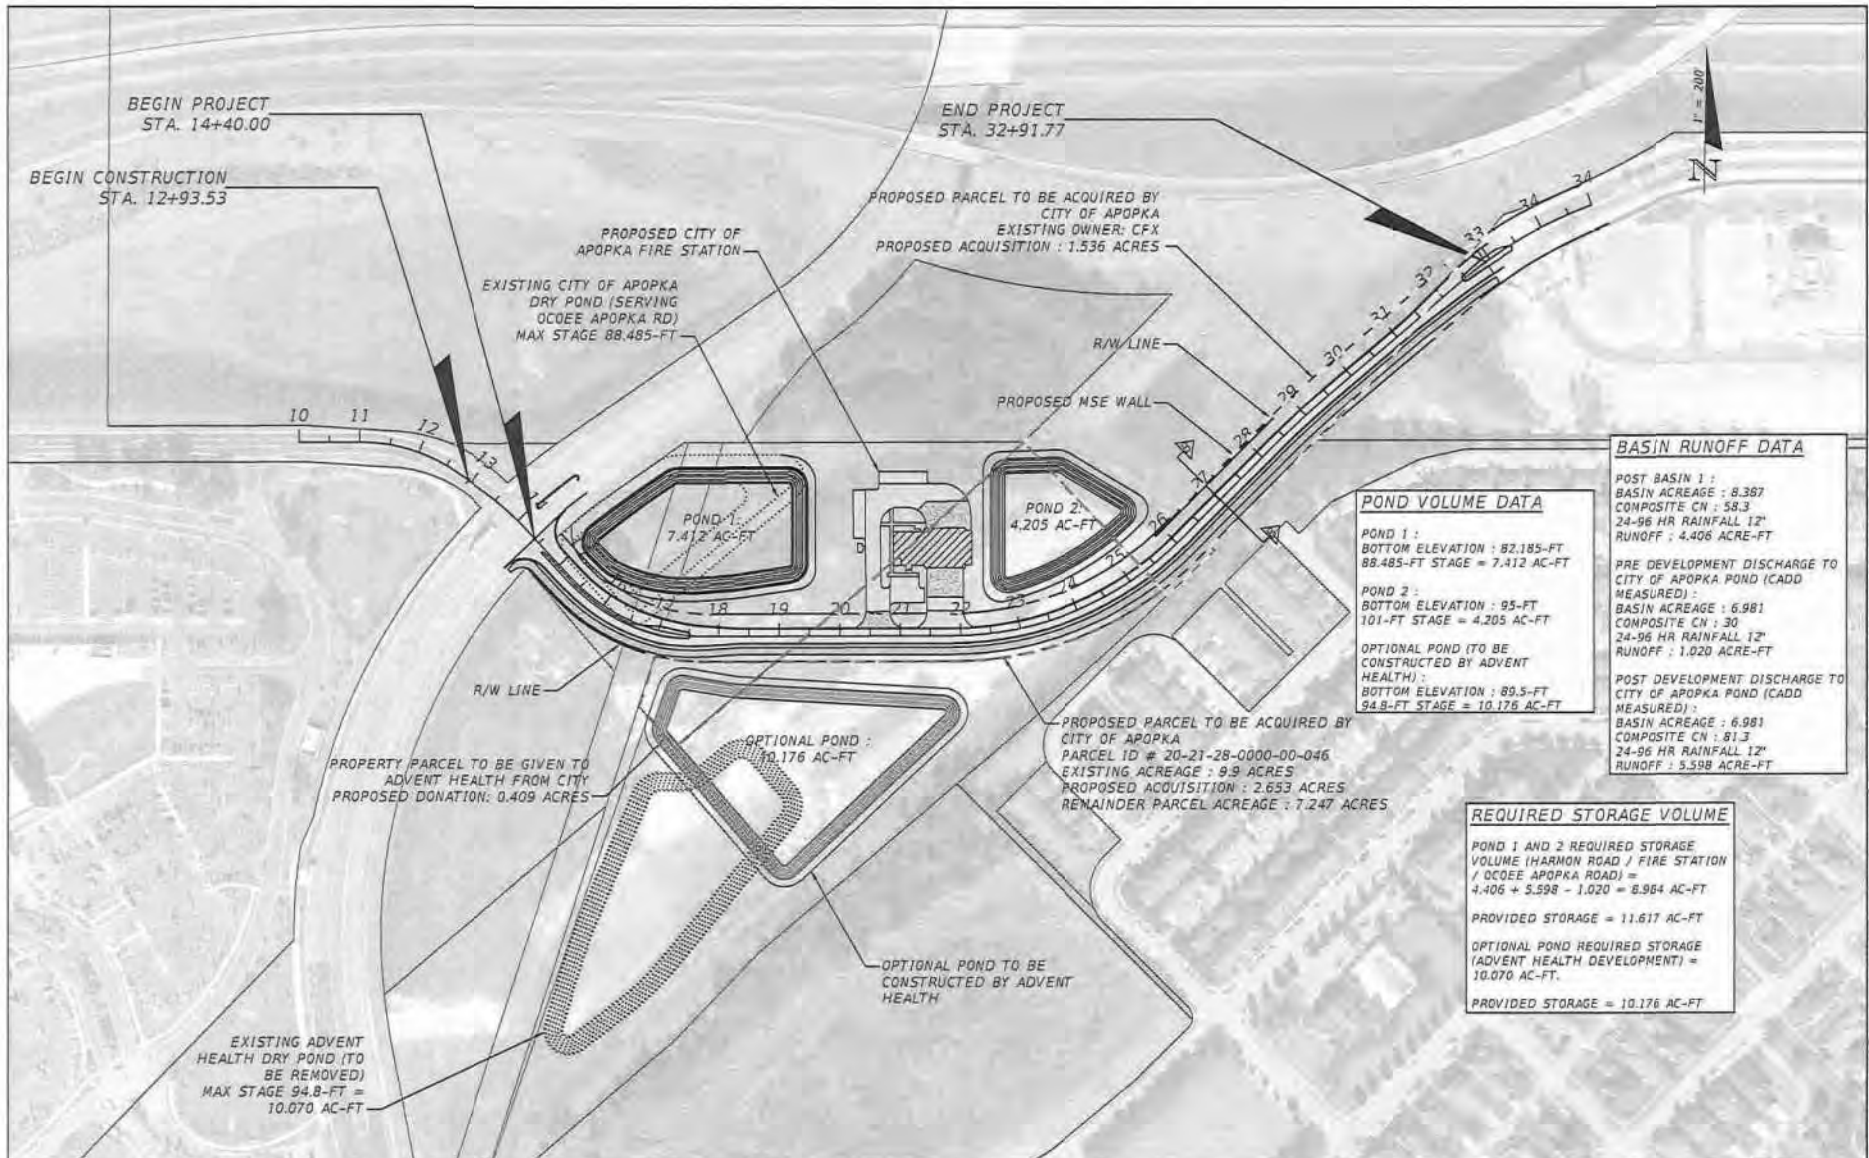 BEGIN PROJECT
STA. 14+40.00
BEGIN CONSTRUCTION
STA. 12+93.53
END PROJECT
STA. 32+91.77
1" = 200'
N
PROPOSED CITY OF
APOPKA FIRE STATION
EXISTING CITY OF APOPKA
DRY POND (SERVING
OCOEE APOPKA RD)
MAX STAGE 88.485-FT
PROPOSED PARCEL TO BE ACQUIRED BY
CITY OF APOPKA
EXISTING OWNER: CFX
PROPOSED ACQUISITION : 1.536 ACRES
R/W LINE
PROPOSED MSE WALL
10
11
12
13
17
18
19
20
21
22
23
24
25
26
27
28
29
30
31
32
33
34
34
POND 1:
7.412 AC-FT
POND 2:
4.205 AC-FT
D
R/W LINE
OPTIONAL POND :
10.176 AC-FT
PROPERTY PARCEL TO BE GIVEN TO
ADVENT HEALTH FROM CITY
PROPOSED DONATION: 0.409 ACRES
PROPOSED PARCEL TO BE ACQUIRED BY
CITY OF APOPKA
PARCEL ID # 20-21-28-0000-00-046
EXISTING ACREAGE : 9.9 ACRES
PROPOSED ACQUISITION : 2.653 ACRES
REMAINDER PARCEL ACREAGE : 7.247 ACRES
OPTIONAL POND TO BE
CONSTRUCTED BY ADVENT
HEALTH
EXISTING ADVENT
HEALTH DRY POND (TO
BE REMOVED)
MAX STAGE 94.8-FT =
10.070 AC-FT
POND VOLUME DATA
POND 1 :
BOTTOM ELEVATION : 82.185-FT
88.485-FT STAGE = 7.412 AC-FT
POND 2 :
BOTTOM ELEVATION : 95-FT
101-FT STAGE = 4.205 AC-FT
OPTIONAL POND (TO BE
CONSTRUCTED BY ADVENT
HEALTH) :
BOTTOM ELEVATION : 89.5-FT
94.8-FT STAGE = 10.176 AC-FT
BASIN RUNOFF DATA
POST BASIN 1 :
BASIN ACREAGE : 8.387
COMPOSITE CN : 58.3
24-96 HR RAINFALL 12"
RUNOFF : 4.406 ACRE-FT
PRE DEVELOPMENT DISCHARGE TO
CITY OF APOPKA POND (CADD
MEASURED) :
BASIN ACREAGE : 6.981
COMPOSITE CN : 30
24-96 HR RAINFALL 12"
RUNOFF : 1.020 ACRE-FT
POST DEVELOPMENT DISCHARGE TO
CITY OF APOPKA POND (CADD
MEASURED) :
BASIN ACREAGE : 6.981
COMPOSITE CN : 81.3
24-96 HR RAINFALL 12"
RUNOFF : 5.598 ACRE-FT
REQUIRED STORAGE VOLUME
POND 1 AND 2 REQUIRED STORAGE
VOLUME (HARMON ROAD / FIRE STATION
/ OCOEE APOPKA ROAD) =
4.406 + 5.598 - 1.020 = 8.984 AC-FT
PROVIDED STORAGE = 11.617 AC-FT
OPTIONAL POND REQUIRED STORAGE
(ADVENT HEALTH DEVELOPMENT) =
10.070 AC-FT.
PROVIDED STORAGE = 10.176 AC-FT